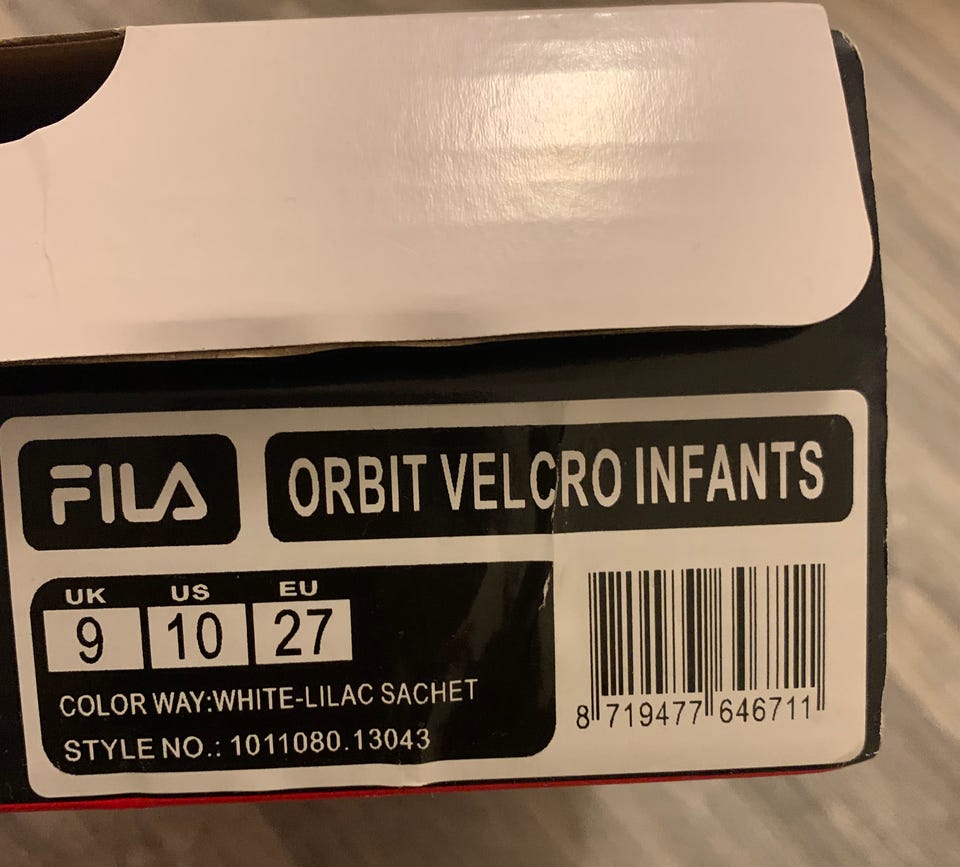 FILA
ORBIT VELCRO INFANTS
UK US EU
9 10 27
COLOR WAY:WHITE-LILAC SACHET
STYLE NO.: 1011080.13043
8 719477 646711